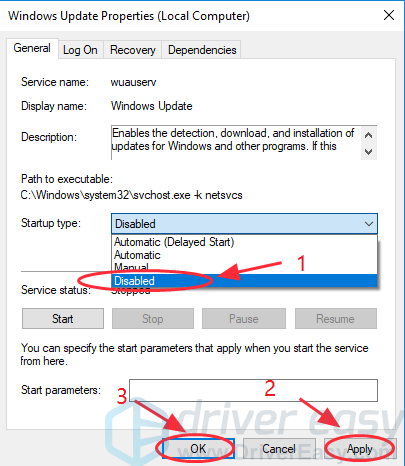 Windows Update Properties (Local Computer)
General Log On Recovery Dependencies
Service name: wuauserv
Display name: Windows Update
Description: Enables the detection, download, and installation of
updates for Windows and other programs. If this
Path to executable:
C:\Windows\system32\svchost.exe -k netsvcs
Startup type: Disabled
Automatic (Delayed Start)
Automatic
1
Manual
Disabled
Service status: Stopped
Start Stop Pause Resume
You can specify the start parameters that apply when you start the service
from here.
Start parameters:
3 2
driver easy
www.DriverEasy.com
OK Cancel Apply